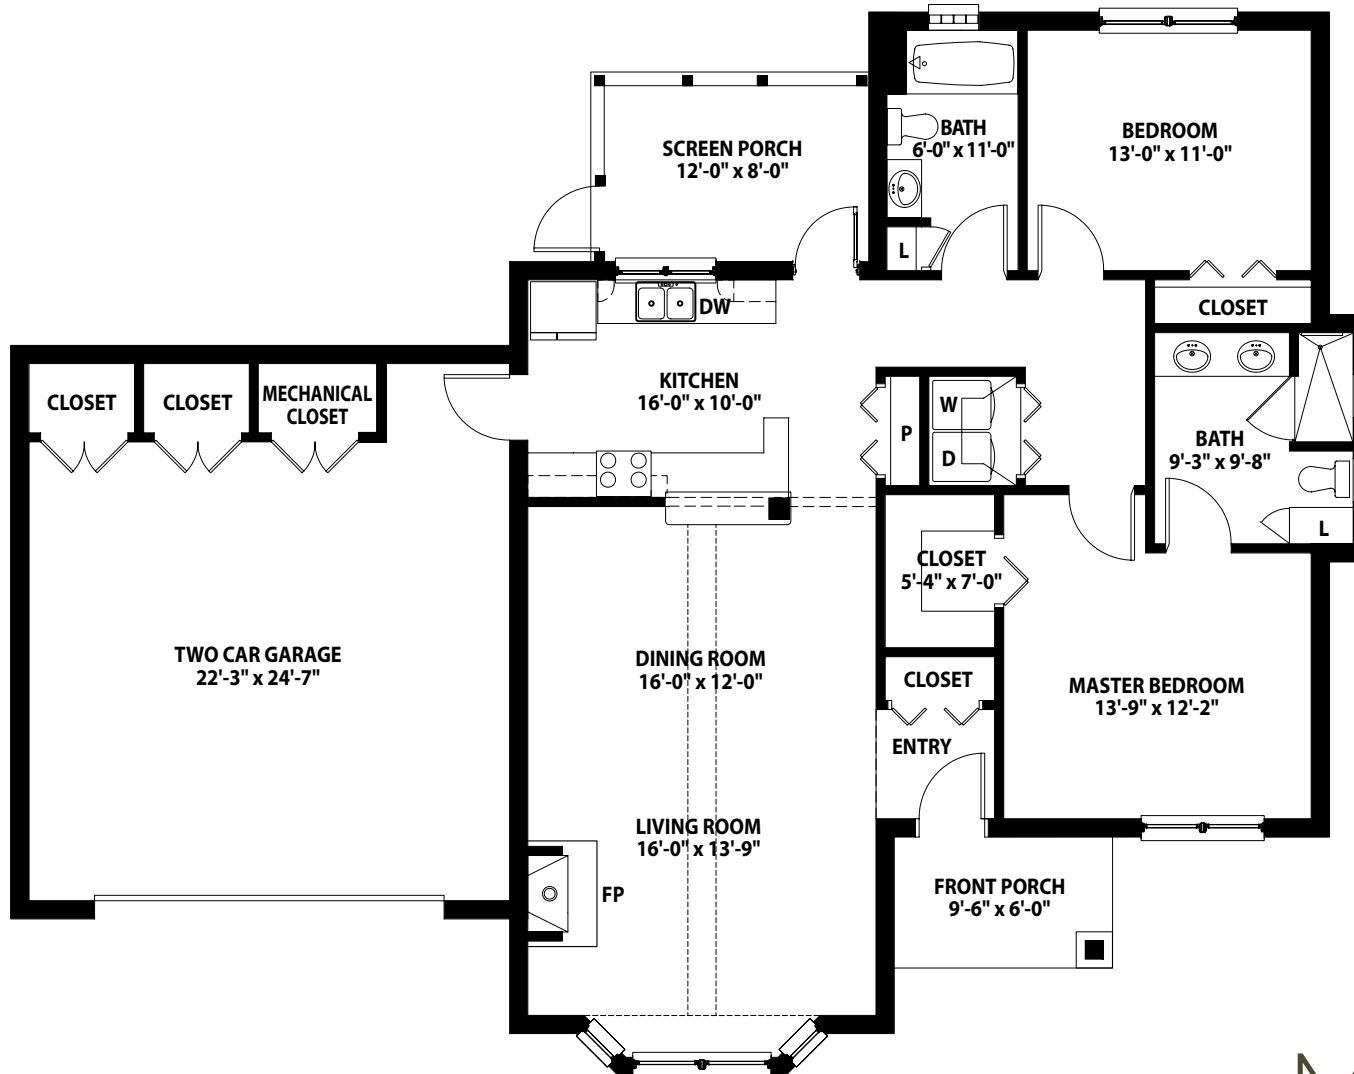 SCREEN PORCH
12'-0" x 8'-0"
BATH
6'-0" x 11'-0"
BEDROOM
13'-0" x 11'-0"
L
DW
CLOSET
KITCHEN
16'-0" x 10'-0"
CLOSET
CLOSET
MECHANICAL
CLOSET
P
W
D
BATH
9'-3" x 9'-8"
L
CLOSET
5'-4" x 7'-0"
TWO CAR GARAGE
22'-3" x 24'-7"
DINING ROOM
16'-0" x 12'-0"
CLOSET
MASTER BEDROOM
13'-9" x 12'-2"
ENTRY
LIVING ROOM
16'-0" x 13'-9"
FP
FRONT PORCH
9'-6" x 6'-0"